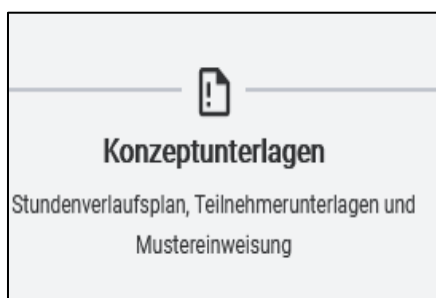 Konzeptunterlagen
Stundenverlaufsplan, Teilnehmerunterlagen und
Mustereinweisung